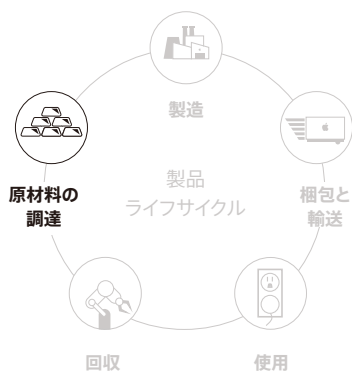 製造
原材料の
調達
製品
ライフサイクル
梱包と
輸送
回収
使用